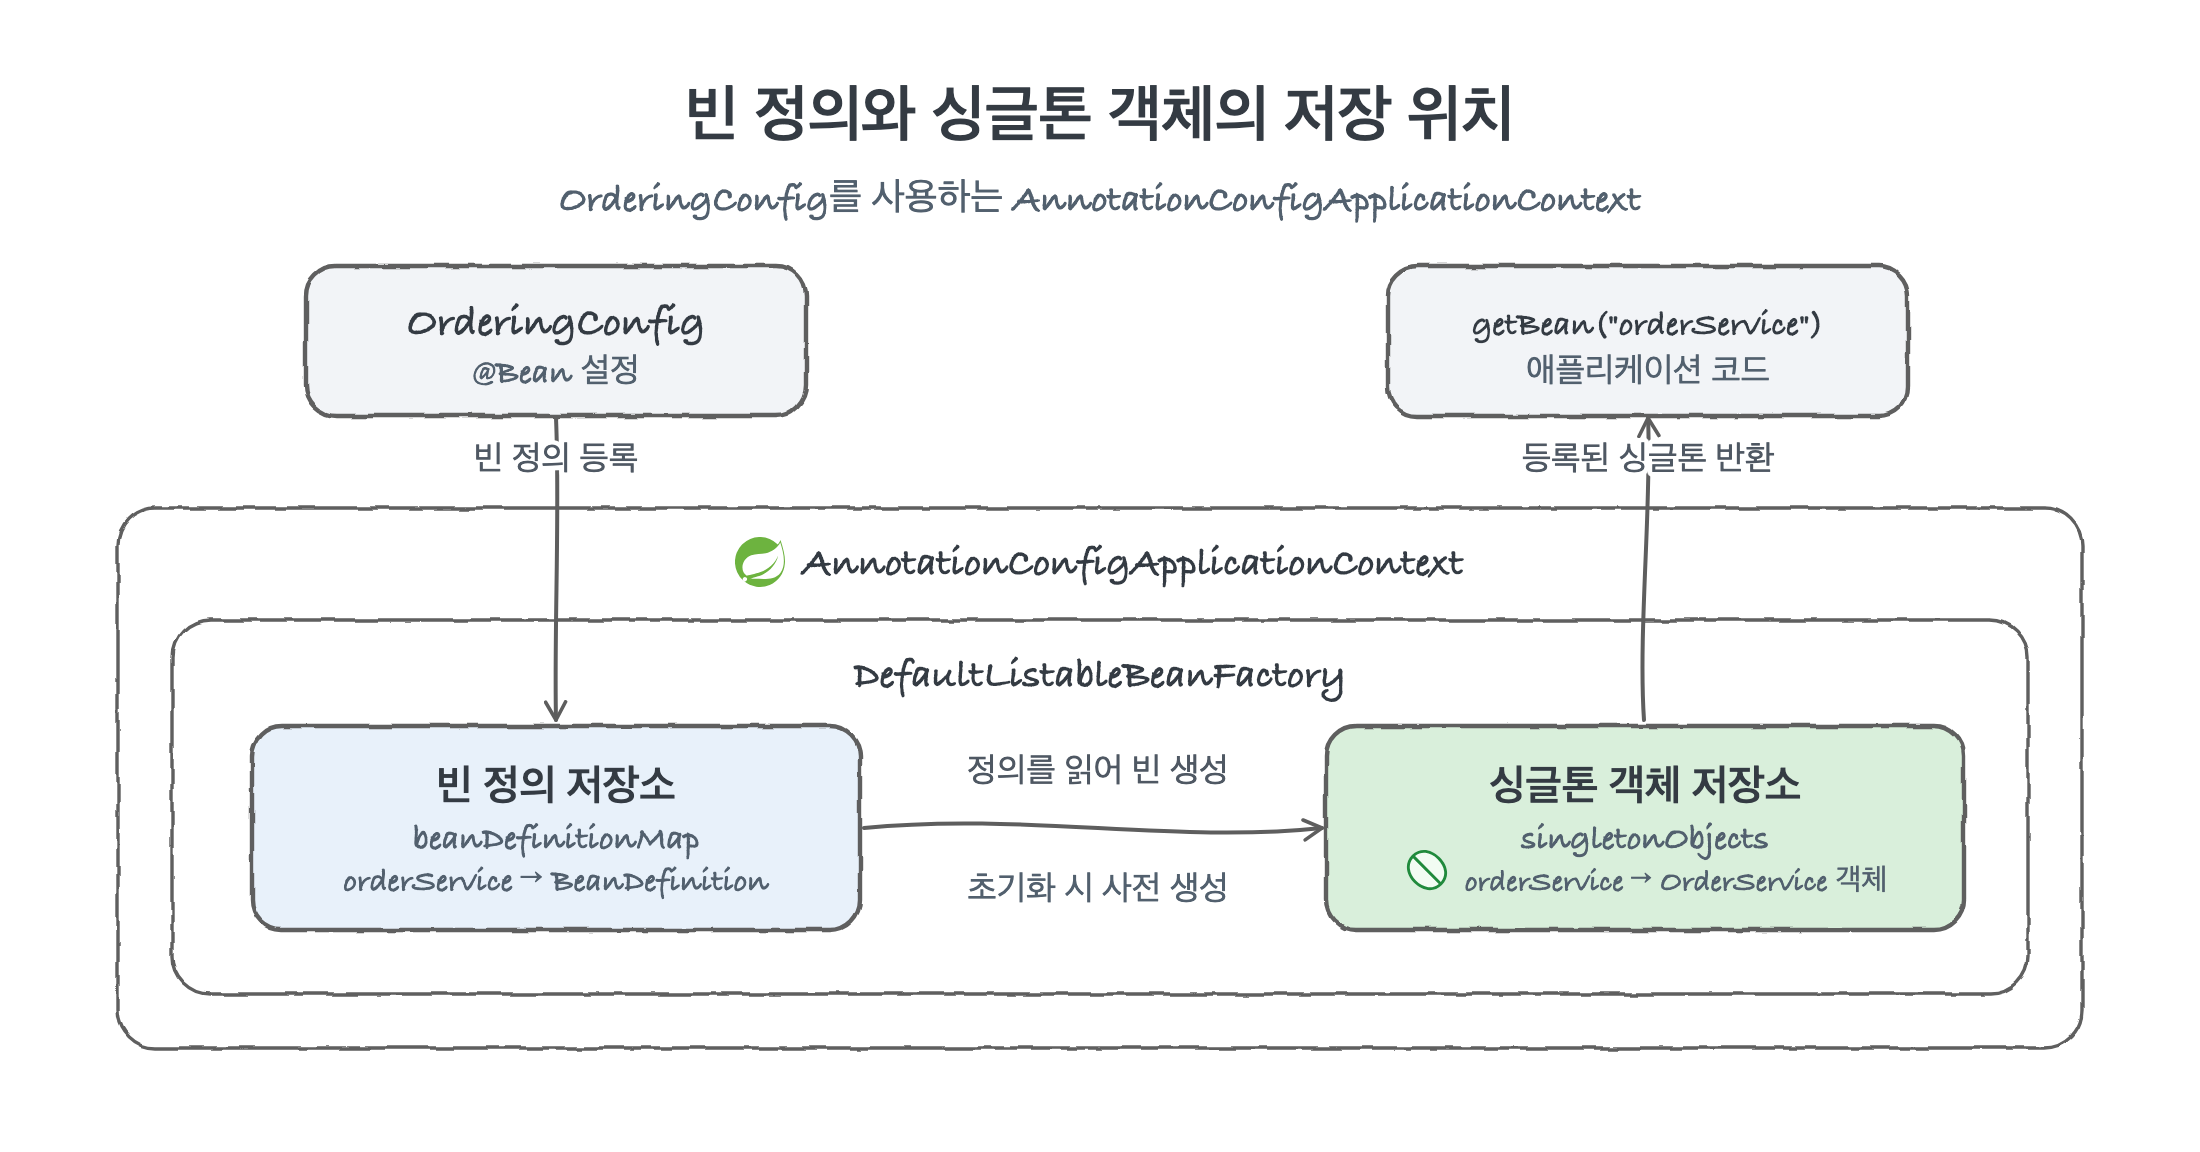 빈 정의와 싱글톤 객체의 저장 위치
OrderingConfig를 사용하는 AnnotationConfigApplicationContext
OrderingConfig
@Bean 설정
getBean("orderService")
애플리케이션 코드
빈 정의 등록
등록된 싱글톤 반환
AnnotationConfigApplicationContext
DefaultListableBeanFactory
빈 정의 저장소
beanDefinitionMap
orderService → BeanDefinition
정의를 읽어 빈 생성
초기화 시 사전 생성
싱글톤 객체 저장소
singletonObjects
orderService → OrderService 객체